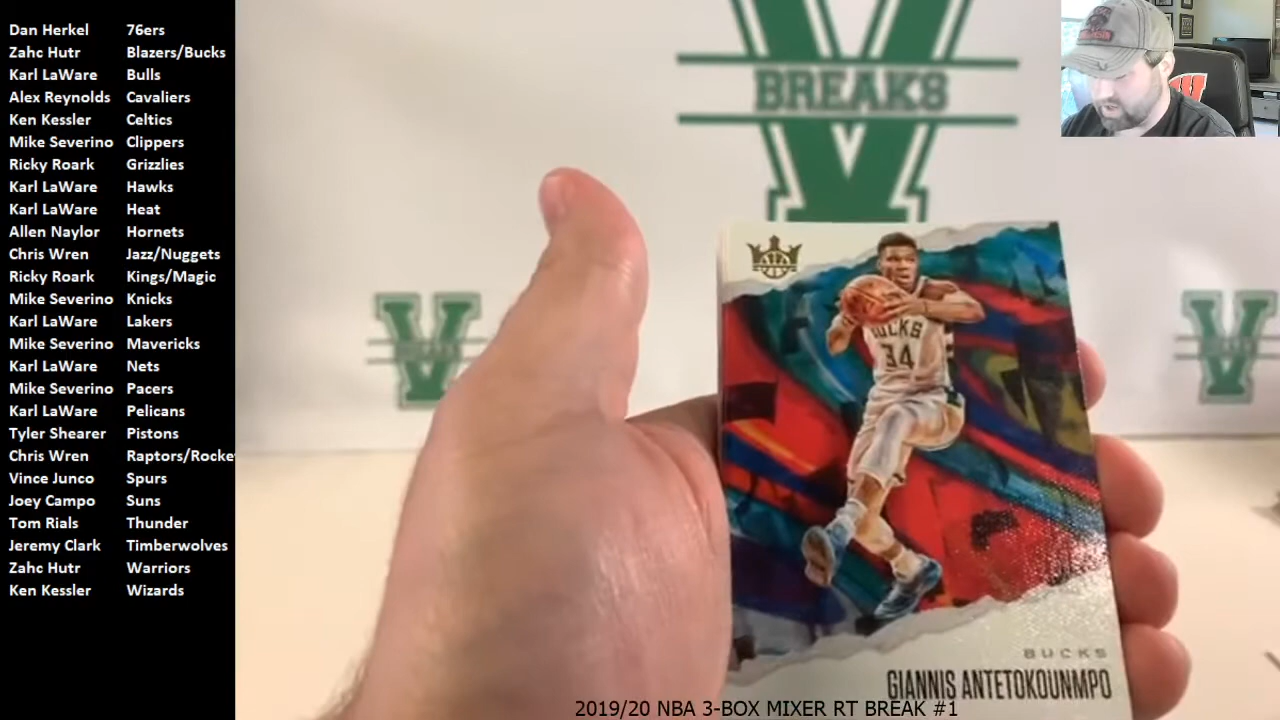 Dan Herkel 76ers
Zahc Hutr Blazers/Bucks
Karl LaWare Bulls
Alex Reynolds Cavaliers
Ken Kessler Celtics
Mike Severino Clippers
Ricky Roark Grizzlies
Karl LaWare Hawks
Karl LaWare Heat
Allen Naylor Hornets
Chris Wren Jazz/Nuggets
Ricky Roark Kings/Magic
Mike Severino Knicks
Karl LaWare Lakers
Mike Severino Mavericks
Karl LaWare Nets
Mike Severino Pacers
Karl LaWare Pelicans
Tyler Shearer Pistons
Chris Wren Raptors/Rocke
Vince Junco Spurs
Joey Campo Suns
Tom Rials Thunder
Jeremy Clark Timberwolves
Zahc Hutr Warriors
Ken Kessler Wizards
V
BREAKS
V
V
W
BUCKS
34
BUCKS
GIANNIS ANTETOKOUNMPO
2019/20 NBA 3-BOX MIXER RT BREAK #1